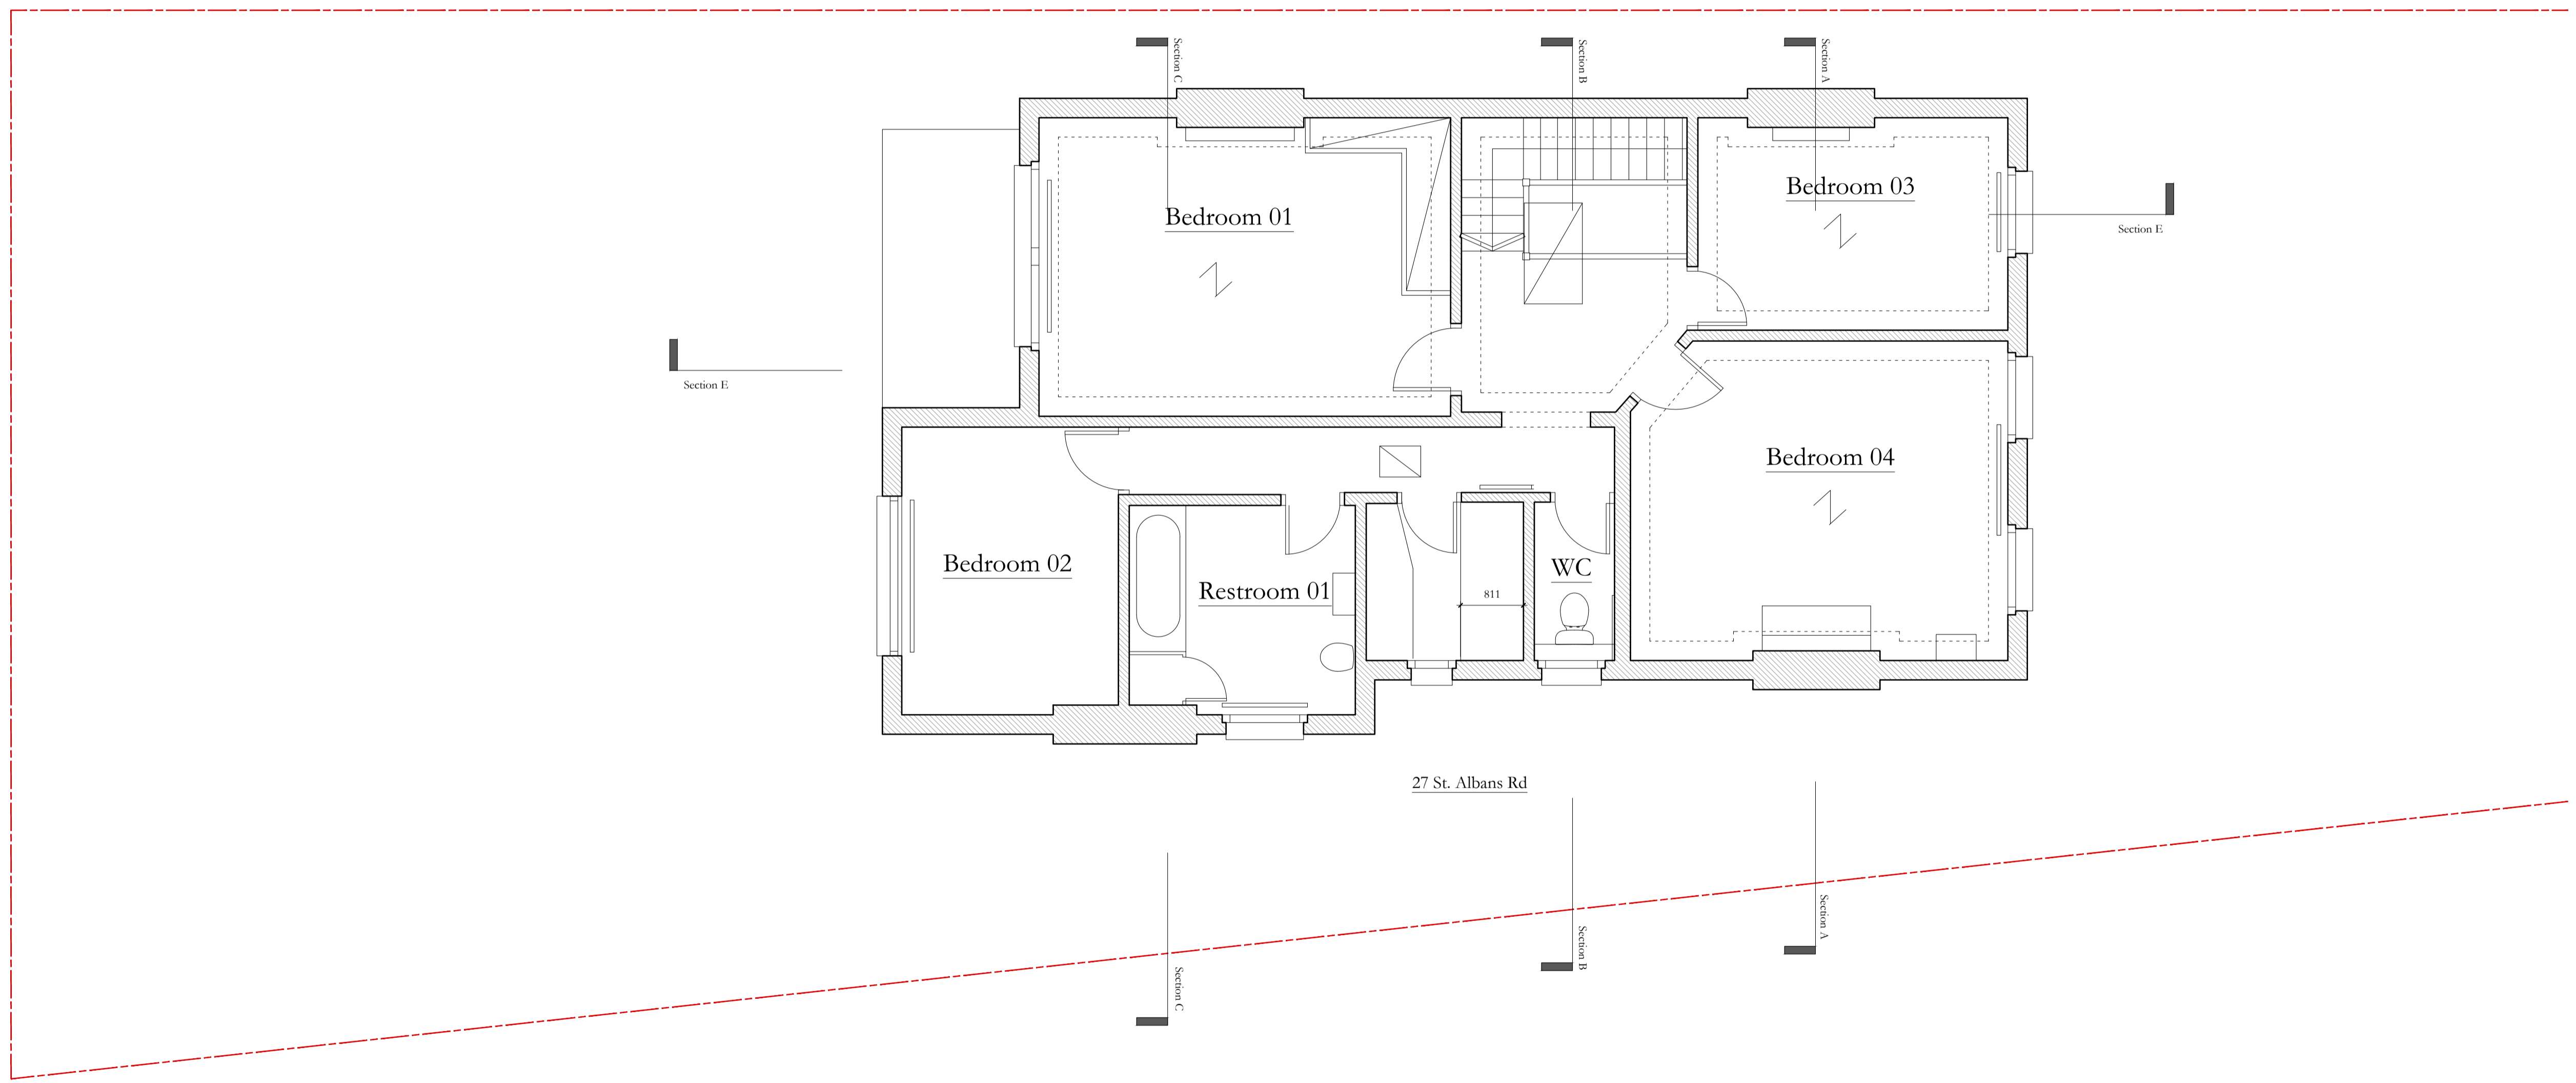 Section C
Section B
Section A
Bedroom 03
Bedroom 01
Section E
Section E
Bedroom 04
Bedroom 02
WC
Restroom 01
811
27 St. Albans Rd
Section A
Section B
Section C